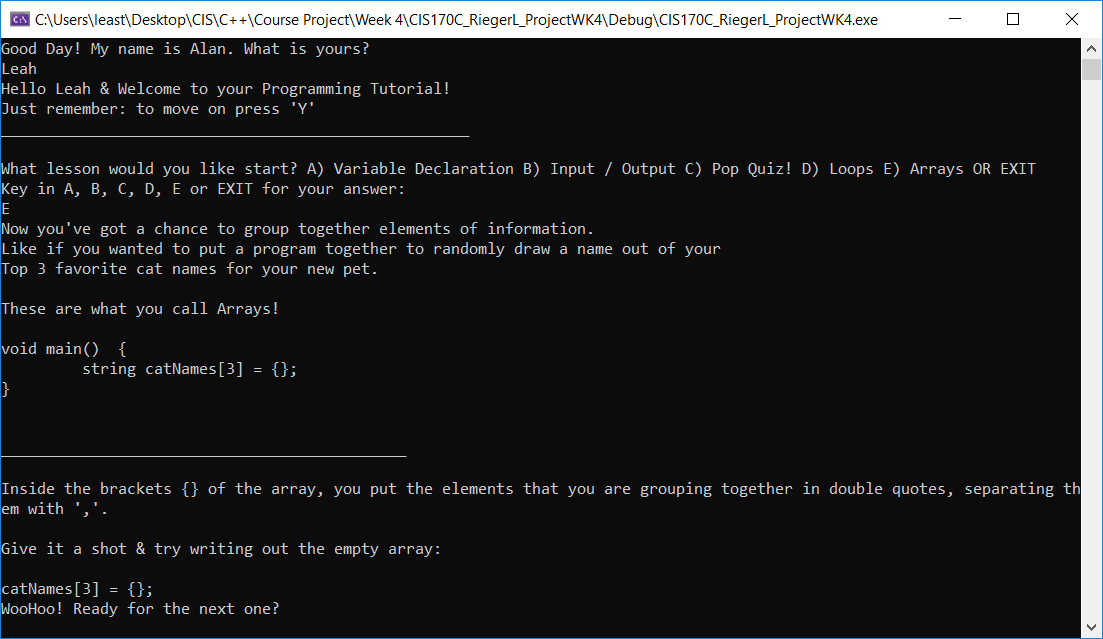 C:\Users\least\Desktop\CIS\C++\Course Project\Week 4\CIS170C_RiegerL_ProjectWK4\Debug\CIS170C_RiegerL_ProjectWK4.exe
Good Day! My name is Alan. What is yours?
Leah
Hello Leah & Welcome to your Programming Tutorial!
Just remember: to move on press 'Y'
____________________________________________________
What lesson would you like start? A) Variable Declaration B) Input / Output C) Pop Quiz! D) Loops E) Arrays OR EXIT
Key in A, B, C, D, E or EXIT for your answer:
E
Now you've got a chance to group together elements of information.
Like if you wanted to put a program together to randomly draw a name out of your
Top 3 favorite cat names for your new pet.
These are what you call Arrays!
void main()  {
         string catNames[3] = {};
}
_____________________________________________
Inside the brackets {} of the array, you put the elements that you are grouping together in double quotes, separating th
em with ','.
Give it a shot & try writing out the empty array:
catNames[3] = {};
WooHoo! Ready for the next one?